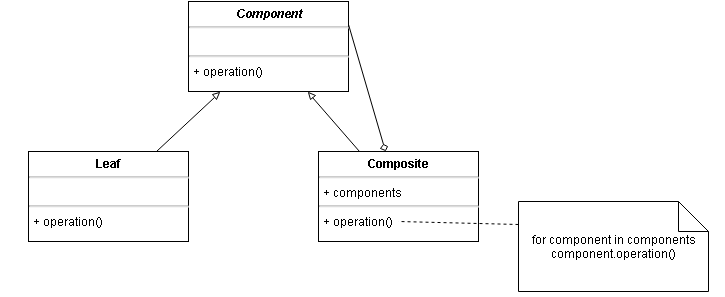 Component
+ operation()
Leaf
+ operation()
Composite
+ components
+ operation()
for component in components
component.operation()